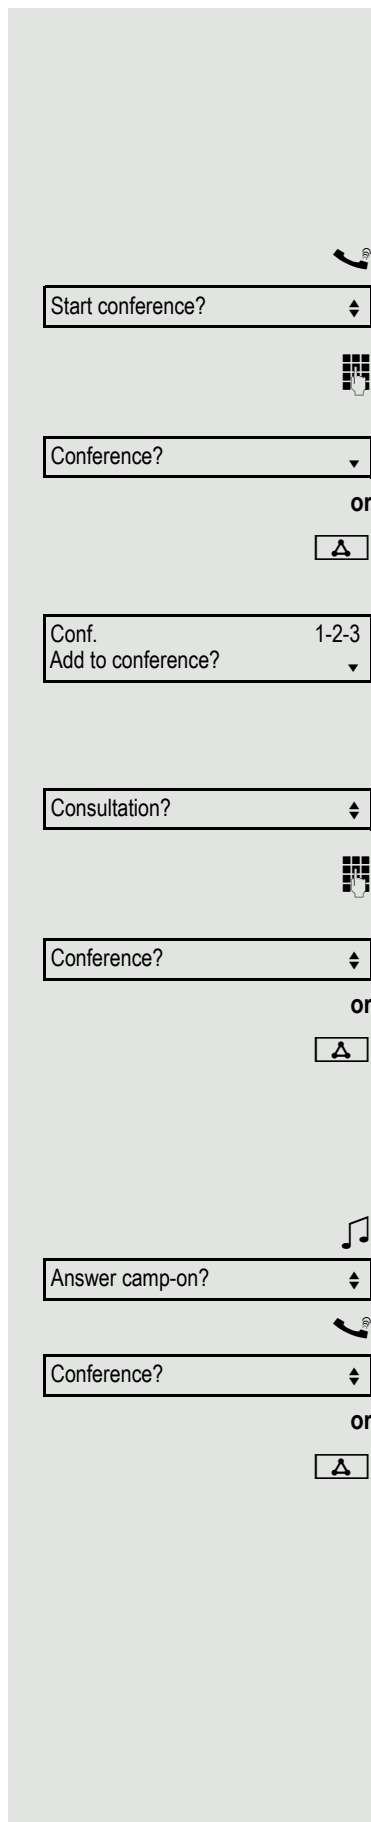 Start conference?
Conference?
or
Conf. 1-2-3
Add to conference?
Consultation?
Conference?
or
Answer camp-on?
Conference?
or